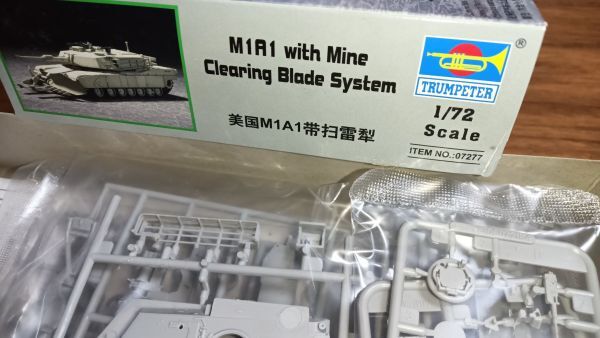 M1A1 with Mine
Clearing Blade System
美国M1A1带扫雷犁
TRUMPETER
1/72
Scale
ITEM NO.:07277